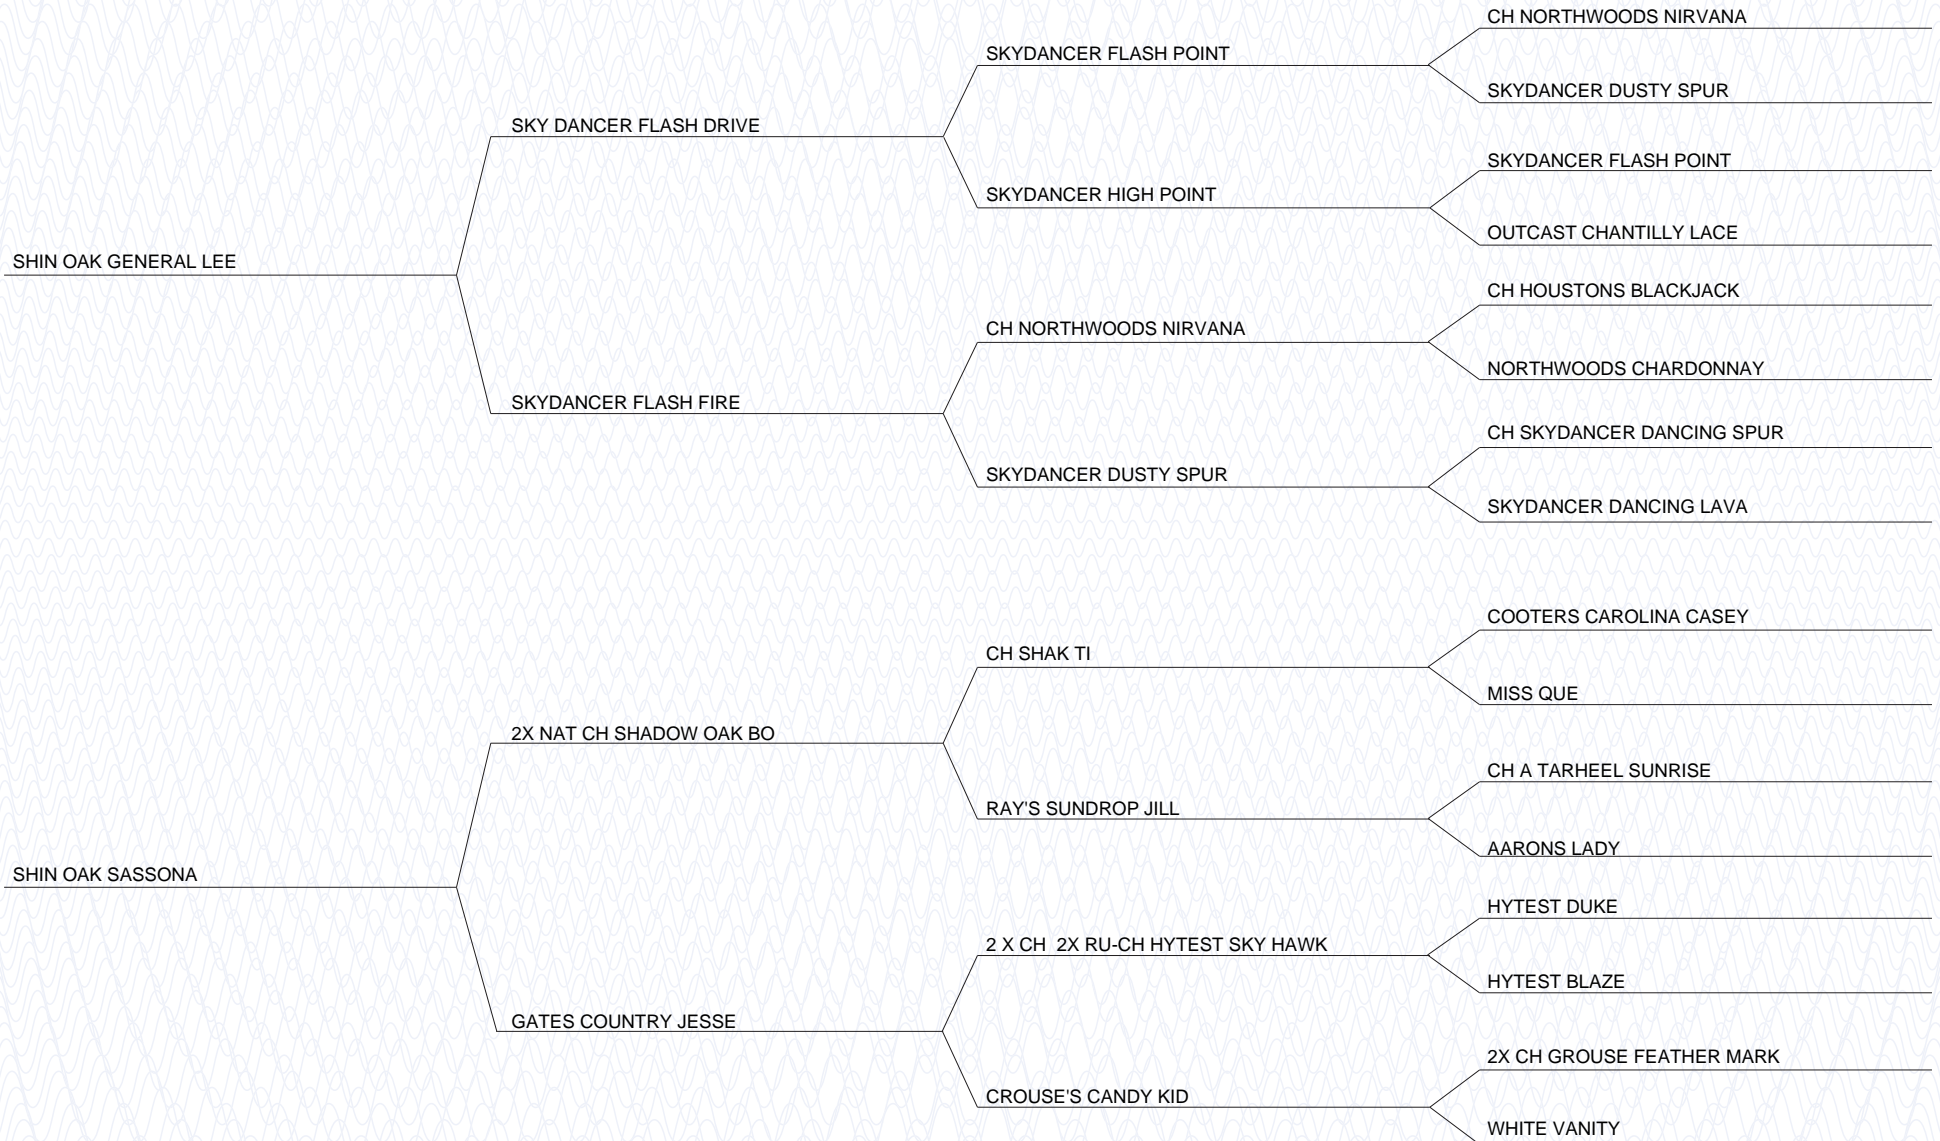 CH NORTHWOODS NIRVANA
SKYDANCER FLASH POINT
SKYDANCER DUSTY SPUR
SKY DANCER FLASH DRIVE
SKYDANCER FLASH POINT
SKYDANCER HIGH POINT
OUTCAST CHANTILLY LACE
SHIN OAK GENERAL LEE
CH HOUSTONS BLACKJACK
CH NORTHWOODS NIRVANA
NORTHWOODS CHARDONNAY
SKYDANCER FLASH FIRE
CH SKYDANCER DANCING SPUR
SKYDANCER DUSTY SPUR
SKYDANCER DANCING LAVA
COOTERS CAROLINA CASEY
CH SHAK TI
MISS QUE
2X NAT CH SHADOW OAK BO
CH A TARHEEL SUNRISE
RAY'S SUNDROP JILL
AARONS LADY
SHIN OAK SASSONA
HYTEST DUKE
2 X CH  2X RU-CH HYTEST SKY HAWK
HYTEST BLAZE
GATES COUNTRY JESSE
2X CH GROUSE FEATHER MARK
CROUSE'S CANDY KID
WHITE VANITY